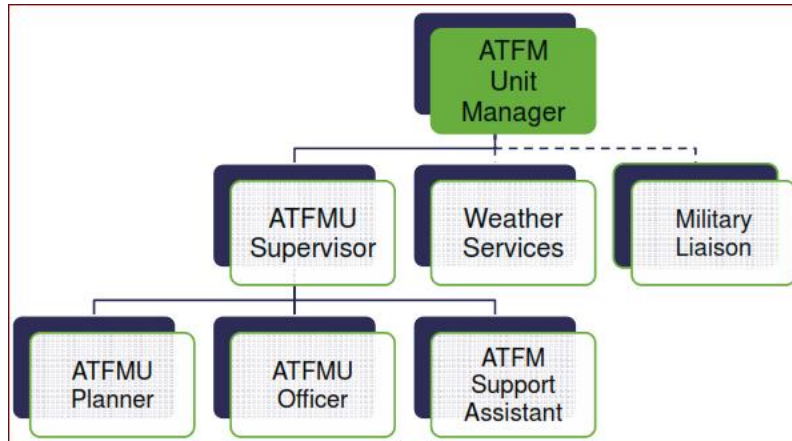 ATFM
Unit
Manager
ATFMU
Supervisor
Weather
Services
Military
Liaison
ATFMU
Planner
ATFMU
Officer
ATFM
Support
Assistant